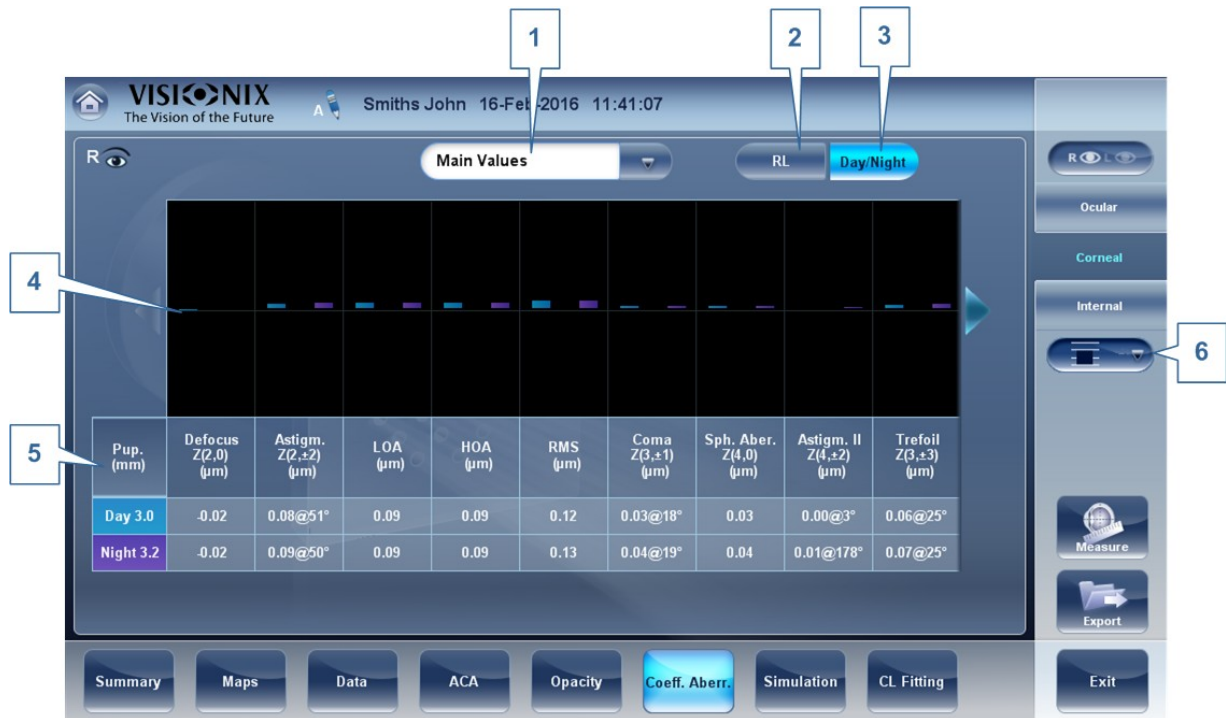 1
2
3
VISIONIX
The Vision of the Future
A
Smiths John 16-Feb-2016 11:41:07
R
Main Values
RL
Day/Night
R L
Ocular
Corneal
Internal
4
6
5
Pup. (mm)
Defocus Z(2,0) (µm)
Astigm. Z(2,±2) (µm)
LOA (µm)
HOA (µm)
RMS (µm)
Coma Z(3,±1) (µm)
Sph. Aber. Z(4,0) (µm)
Astigm. II Z(4,±2) (µm)
Trefoil Z(3,±3) (µm)
Day 3.0 -0.02 0.08@51° 0.09 0.09 0.12 0.03@18° 0.03 0.00@3° 0.06@25°
Night 3.2 -0.02 0.09@50° 0.09 0.09 0.13 0.04@19° 0.04 0.01@178° 0.07@25°
Measure
Export
Summary
Maps
Data
ACA
Opacity
Coeff. Aberr.
Simulation
CL Fitting
Exit